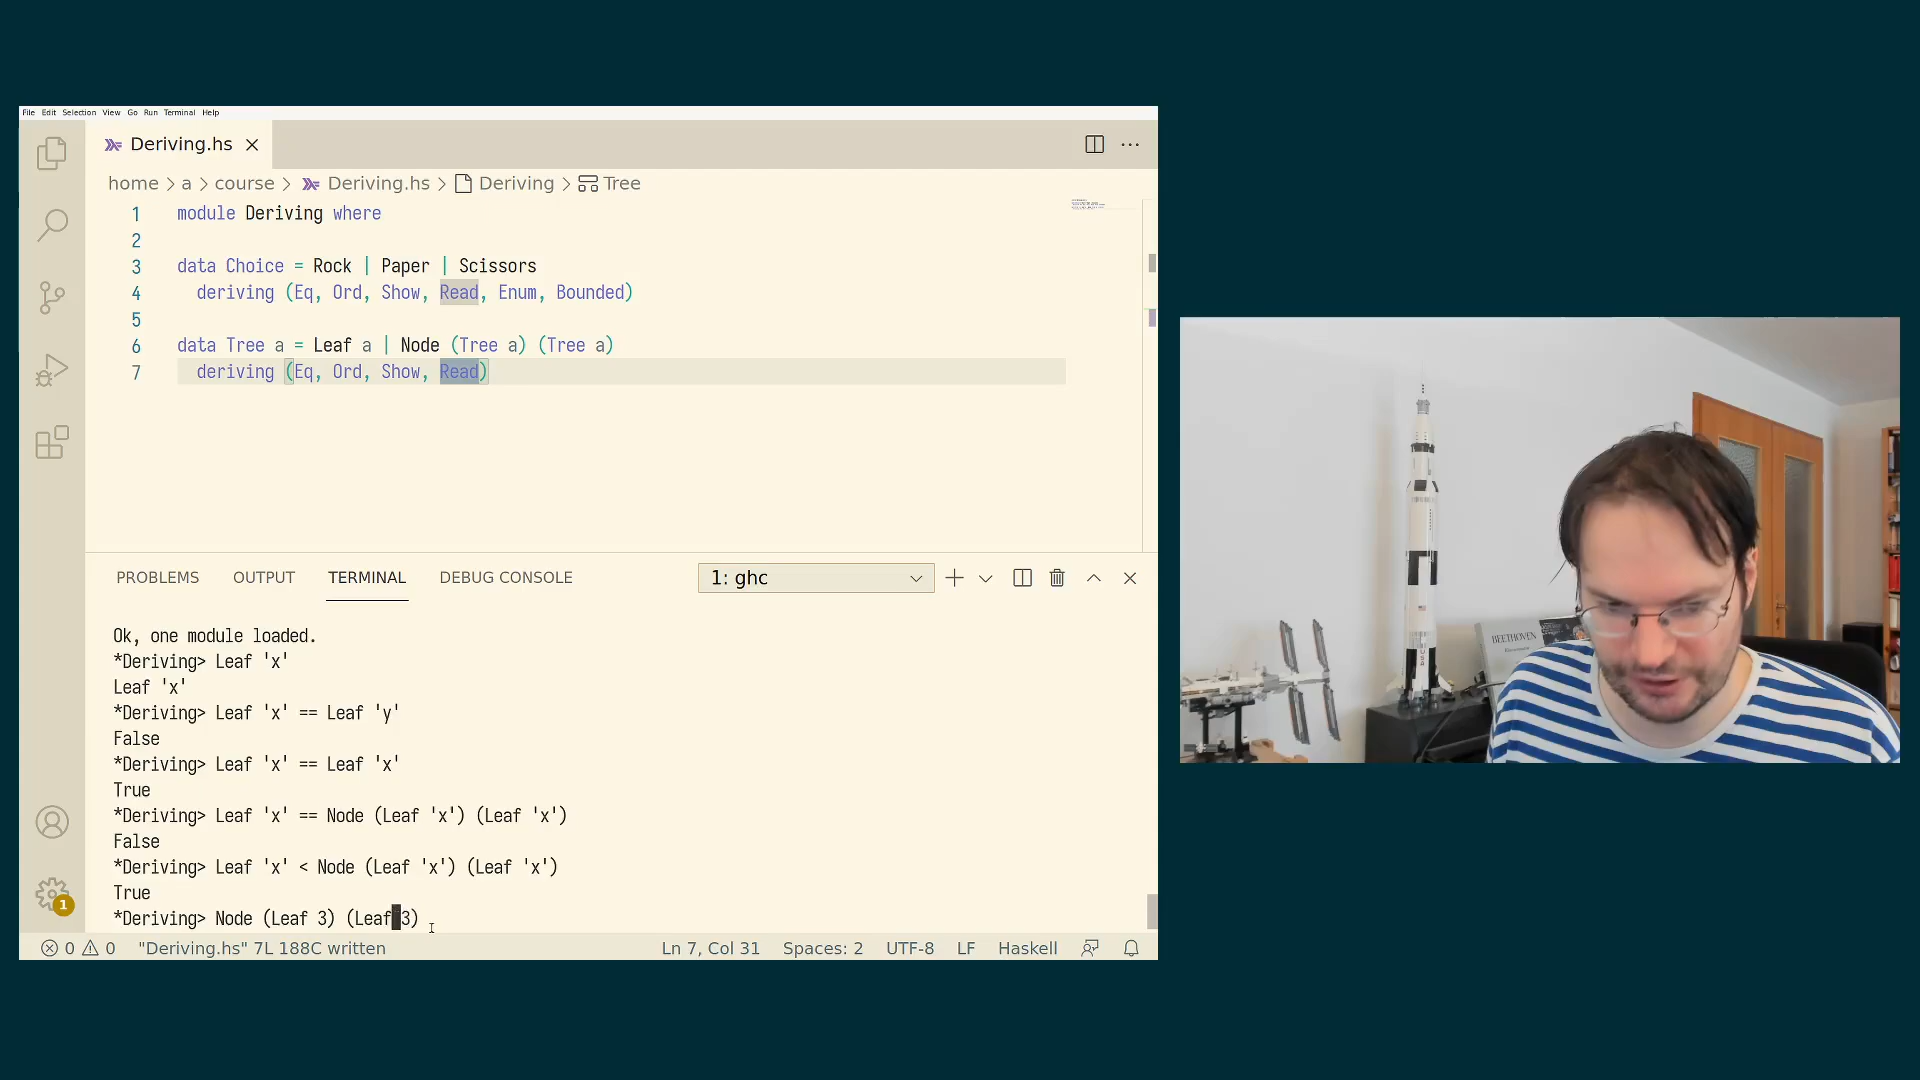 File Edit Selection View Go Run Terminal Help
Deriving.hs
home > a > course > Deriving.hs > Deriving > Tree
1 module Deriving where
2
3 data Choice = Rock | Paper | Scissors
4 deriving (Eq, Ord, Show, Read, Enum, Bounded)
5
6 data Tree a = Leaf a | Node (Tree a) (Tree a)
7 deriving (Eq, Ord, Show, Read)
PROBLEMS OUTPUT TERMINAL DEBUG CONSOLE 1: ghc
Ok, one module loaded.
*Deriving> Leaf 'x'
Leaf 'x'
*Deriving> Leaf 'x' == Leaf 'y'
False
*Deriving> Leaf 'x' == Leaf 'x'
True
*Deriving> Leaf 'x' == Node (Leaf 'x') (Leaf 'x')
False
*Deriving> Leaf 'x' < Node (Leaf 'x') (Leaf 'x')
True
*Deriving> Node (Leaf 3) (Leaf 3)
1
0 0 "Deriving.hs" 7L 188C written Ln 7, Col 31 Spaces: 2 UTF-8 LF Haskell
BEETHOVEN
USA